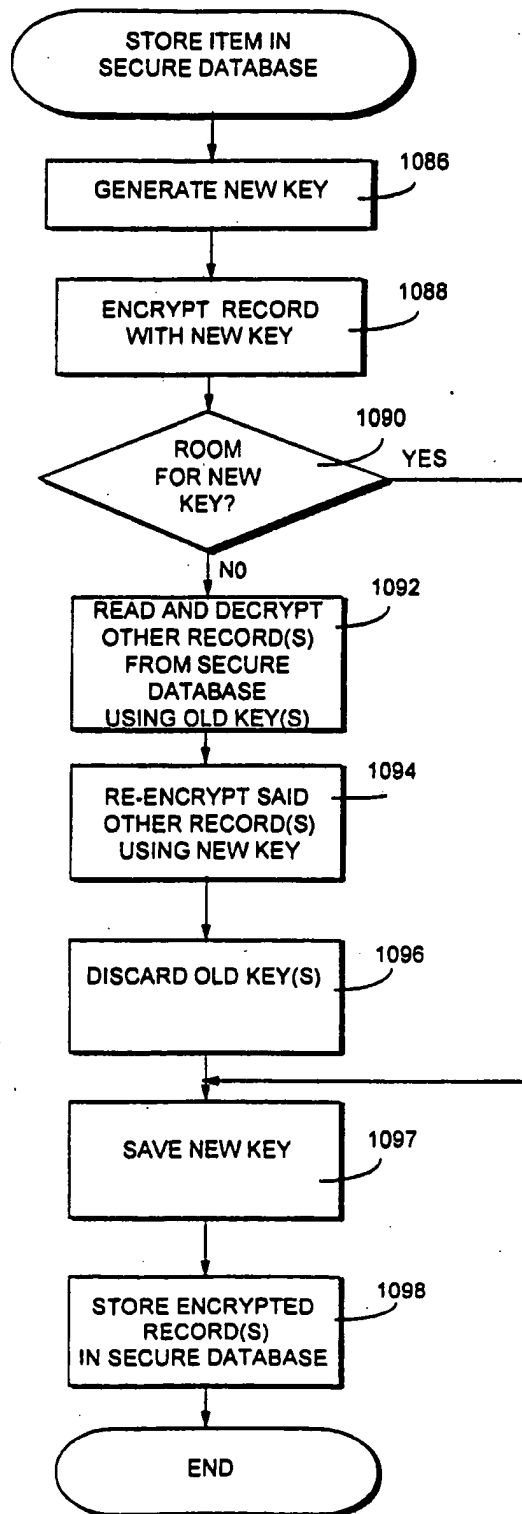 STORE ITEM IN
SECURE DATABASE
1086
GENERATE NEW KEY
1088
ENCRYPT RECORD
WITH NEW KEY
1090
ROOM
FOR NEW
KEY?
YES
NO
1092
READ AND DECRYPT
OTHER RECORD(S)
FROM SECURE
DATABASE
USING OLD KEY(S)
1094
RE-ENCRYPT SAID
OTHER RECORD(S)
USING NEW KEY
1096
DISCARD OLD KEY(S)
SAVE NEW KEY
1097
1098
STORE ENCRYPTED
RECORD(S)
IN SECURE DATABASE
END